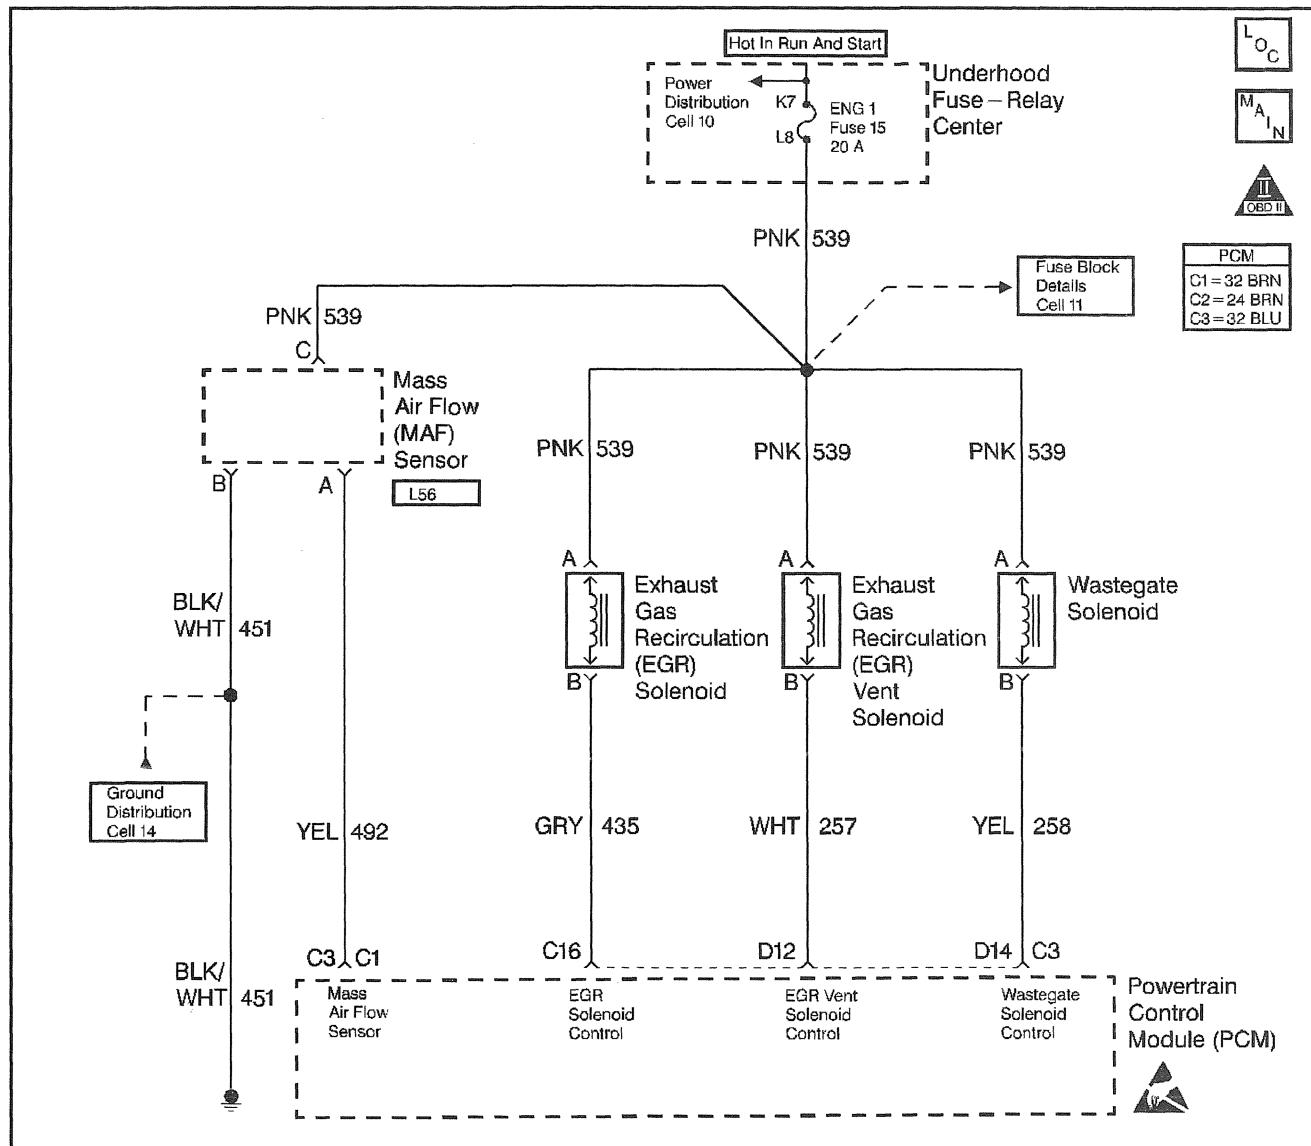 Hot In Run And Start
Power
Distribution
Cell 10
K7
L8
ENG 1
Fuse 15
20 A
Underhood
Fuse – Relay
Center
LOC
MAIN
II
OBD II
PCM
C1 = 32 BRN
C2 = 24 BRN
C3 = 32 BLU
PNK 539
Fuse Block
Details
Cell 11
PNK 539
C
Mass
Air Flow
(MAF)
Sensor
L56
B
A
PNK 539
PNK 539
PNK 539
A
A
A
Exhaust
Gas
Recirculation
(EGR)
Solenoid
Exhaust
Gas
Recirculation
(EGR)
Vent
Solenoid
Wastegate
Solenoid
B
B
B
BLK/
WHT 451
Ground
Distribution
Cell 14
YEL 492
GRY 435
WHT 257
YEL 258
C3 C1
C16
D12
D14 C3
BLK/
WHT 451
Mass
Air Flow
Sensor
EGR
Solenoid
Control
EGR Vent
Solenoid
Control
Wastegate
Solenoid
Control
Powertrain
Control
Module (PCM)